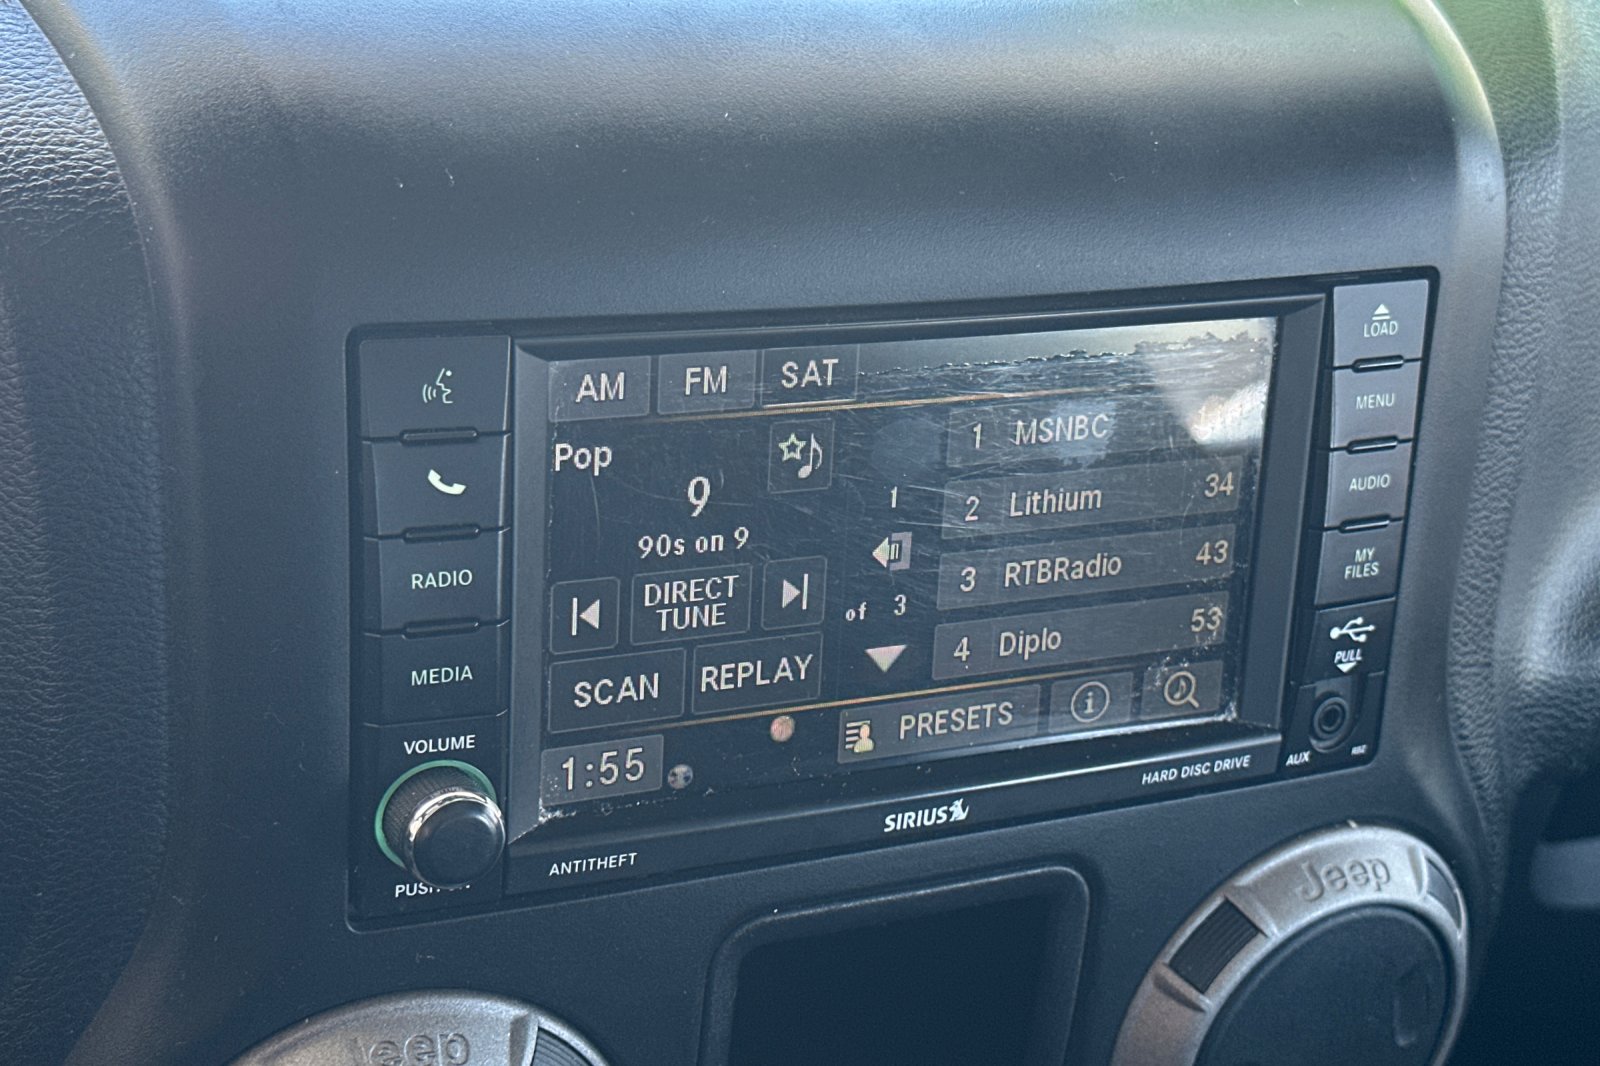 AM FM SAT
Pop
9
90s on 9
DIRECT
TUNE
SCAN
REPLAY
1:55
1
of 3
1 MSNBC
2 Lithium 34
3 RTBRadio 43
4 Diplo 53
PRESETS
RADIO
MEDIA
VOLUME
ANTITHEFT
SIRIUS
HARD DISC DRIVE
LOAD
MENU
AUDIO
MY
FILES
PULL
AUX
Jeep
Jeep